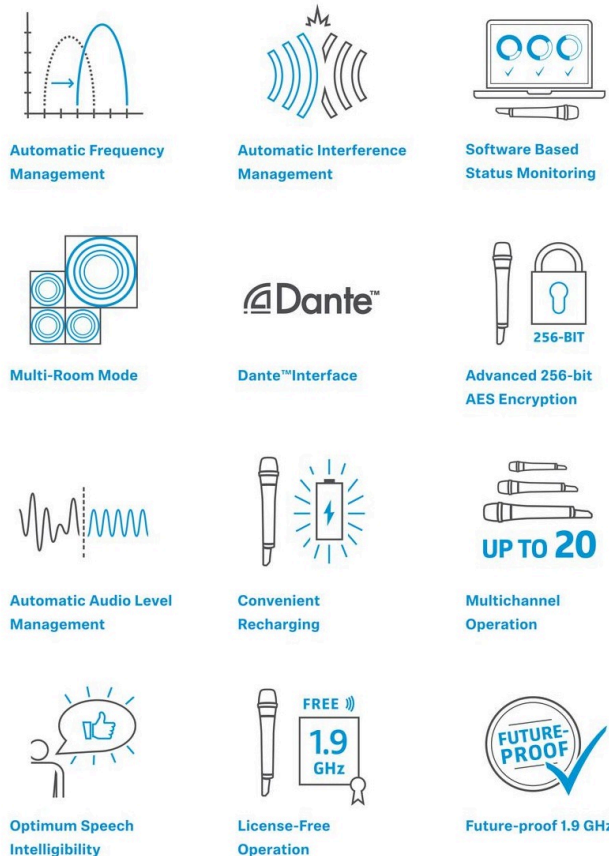 Automatic Frequency
Management
Automatic Interference
Management
Software Based
Status Monitoring
Multi-Room Mode
Dante™
Dante™Interface
256-BIT
Advanced 256-bit
AES Encryption
Automatic Audio Level
Management
Convenient
Recharging
UP TO 20
Multichannel
Operation
Optimum Speech
Intelligibility
FREE
1.9
GHz
License-Free
Operation
FUTURE-
PROOF
Future-proof 1.9 GHz